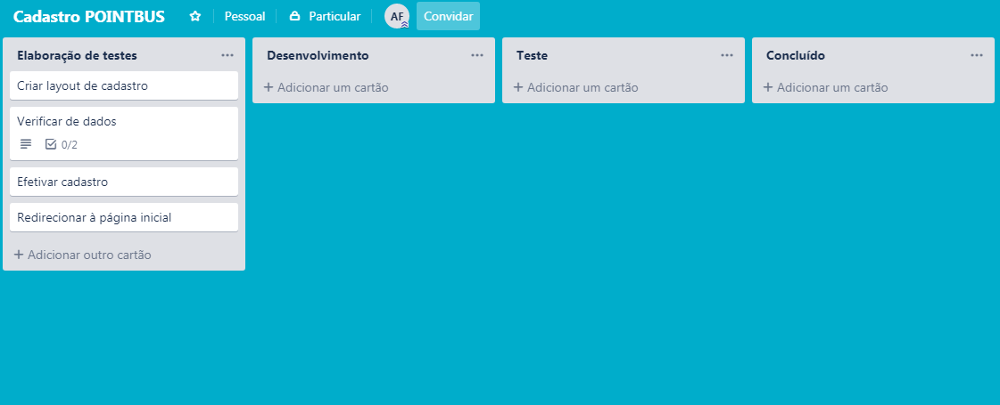 Cadastro POINTBUS Pessoal Particular AF Convidar
Elaboração de testes
Criar layout de cadastro
Verificar de dados
0/2
Efetivar cadastro
Redirecionar à página inicial
+ Adicionar outro cartão
Desenvolvimento
+ Adicionar um cartão
Teste
+ Adicionar um cartão
Concluído
+ Adicionar um cartão